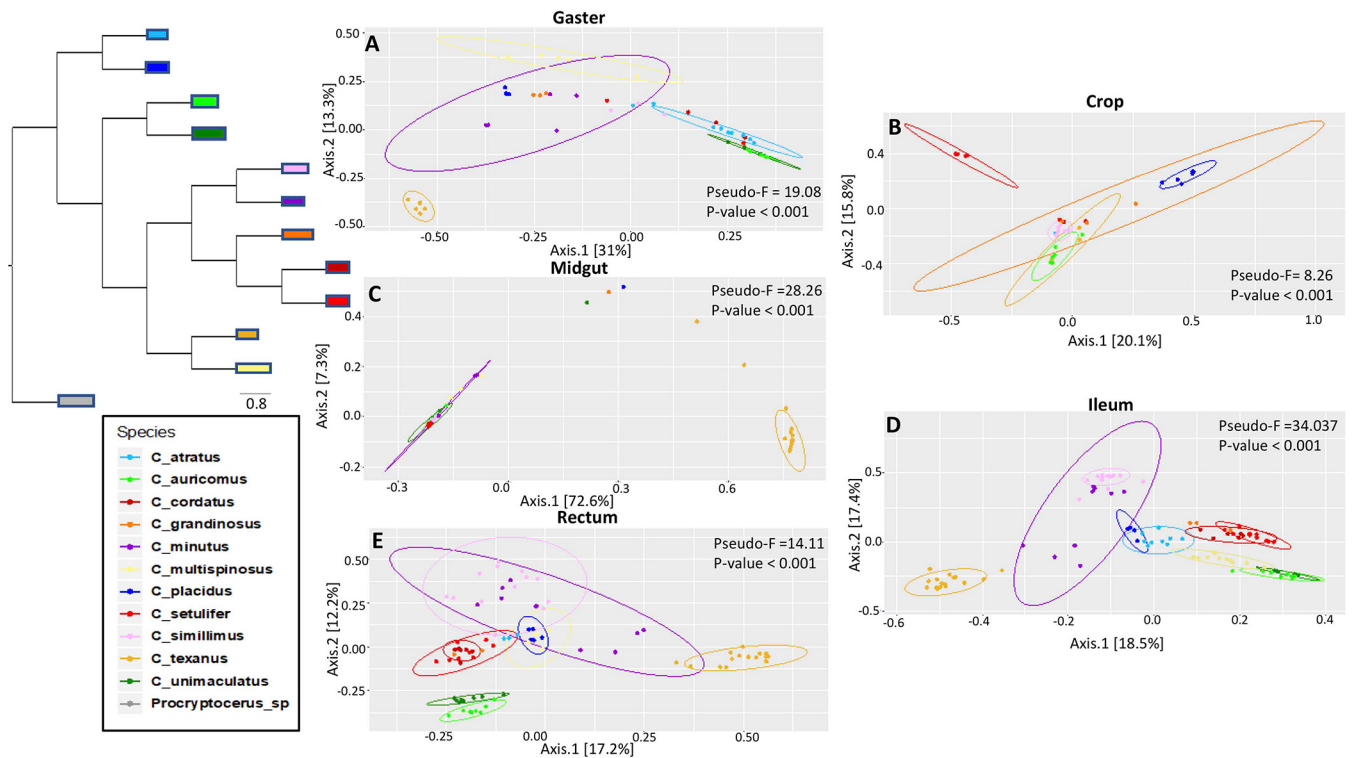 Gaster
A
0.50
0.25
0.00
-0.25
-0.50
Axis.2 [13.3%]
Pseudo-F = 19.08
P-value < 0.001
-0.50
-0.25
0.00
0.25
Axis.1 [31%]
Crop
B
0.4
0.0
-0.4
Axis.2 [15.8%]
Pseudo-F= 8.26
P-value < 0.001
-0.5
0.0
0.5
1.0
Axis.1 [20.1%]
Midgut
C
0.4
0.2
0.0
-0.2
Axis.2 [7.3%]
Pseudo-F =28.26
P-value < 0.001
-0.3
0.0
0.3
0.6
Axis.1 [72.6%]
0.8
Ileum
D
0.5
0.0
-0.5
Axis.2 [17.4%]
Pseudo-F =34.037
P-value < 0.001
-0.6
-0.4
-0.2
0.0
0.2
0.4
Axis.1 [18.5%]
Rectum
E
0.50
0.25
0.00
-0.25
Axis.2 [12.2%]
Pseudo-F =14.11
P-value < 0.001
-0.25
0.00
0.25
0.50
Axis.1 [17.2%]
Species
C_atratus
C_auricomus
C_cordatus
C_grandinosus
C_minutus
C_multispinosus
C_placidus
C_setulifer
C_simillimus
C_texanus
C_unimaculatus
Procryptocerus_sp